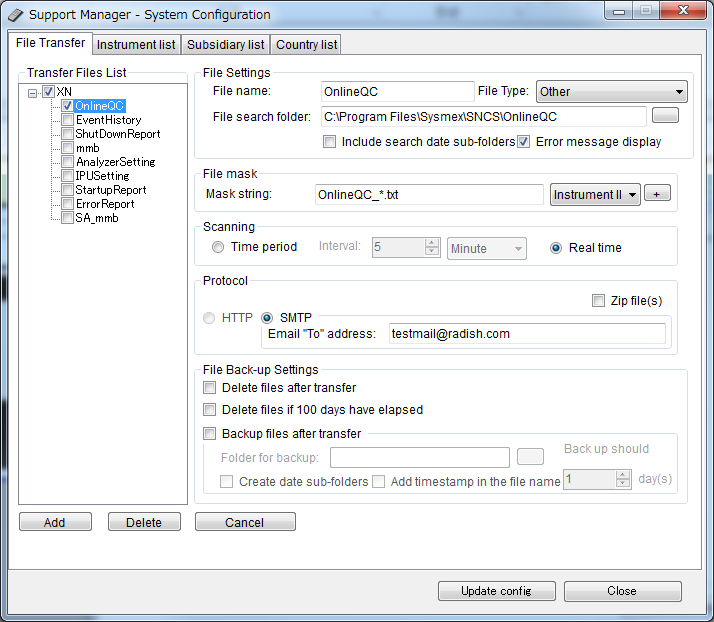 Support Manager - System Configuration
File Transfer Instrument list Subsidiary list Country list
Transfer Files List
XN
OnlineQC
EventHistory
ShutDownReport
mmb
AnalyzerSetting
IPUSetting
StartupReport
ErrorReport
SA_mmb
Add Delete Cancel
File Settings
File name: OnlineQC File Type: Other
File search folder: C:\Program Files\Sysmex\SNCS\OnlineQC
Include search date sub-folders Error message display
File mask
Mask string: OnlineQC_*.txt Instrument II +
Scanning
Time period Interval: 5 Minute Real time
Protocol
Zip file(s)
HTTP SMTP
Email "To" address: testmail@radish.com
File Back-up Settings
Delete files after transfer
Delete files if 100 days have elapsed
Backup files after transfer
Folder for backup: Back up should
Create date sub-folders Add timestamp in the file name 1 day(s)
Update config Close